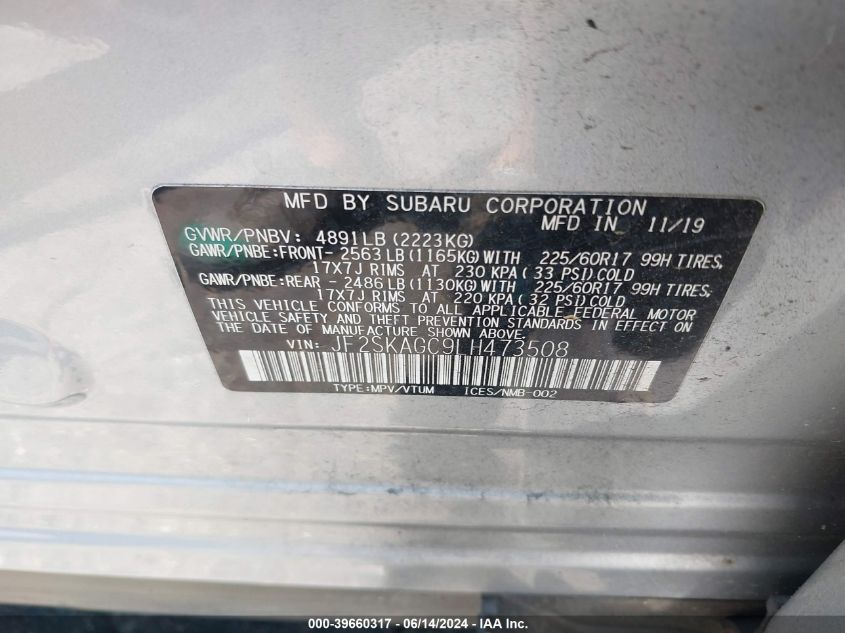 MFD BY SUBARU CORPORATION
MFD IN 11/19
GVWR/PNBV: 4891LB (2223KG)
GAWR/PNBE:FRONT- 2563 LB (1165KG) WITH 225/60R17 99H TIRES,
17X7J RIMS AT 230 KPA ( 33 PSI) COLD
GAWR/PNBE:REAR - 2486 LB (1130KG) WITH 225/60R17 99H TIRES,
17X7J RIMS AT 220 KPA ( 32 PSI) COLD
THIS VEHICLE CONFORMS TO ALL APPLICABLE FEDERAL MOTOR
VEHICLE SAFETY AND THEFT PREVENTION STANDARDS IN EFFECT ON
THE DATE OF MANUFACTURE SHOWN ABOVE.
VIN: JF2SKAGC9LH473508
TYPE:MPV/VTUM ICES/NMB-002
000-39660317 - 06/14/2024 - © IAA Inc.